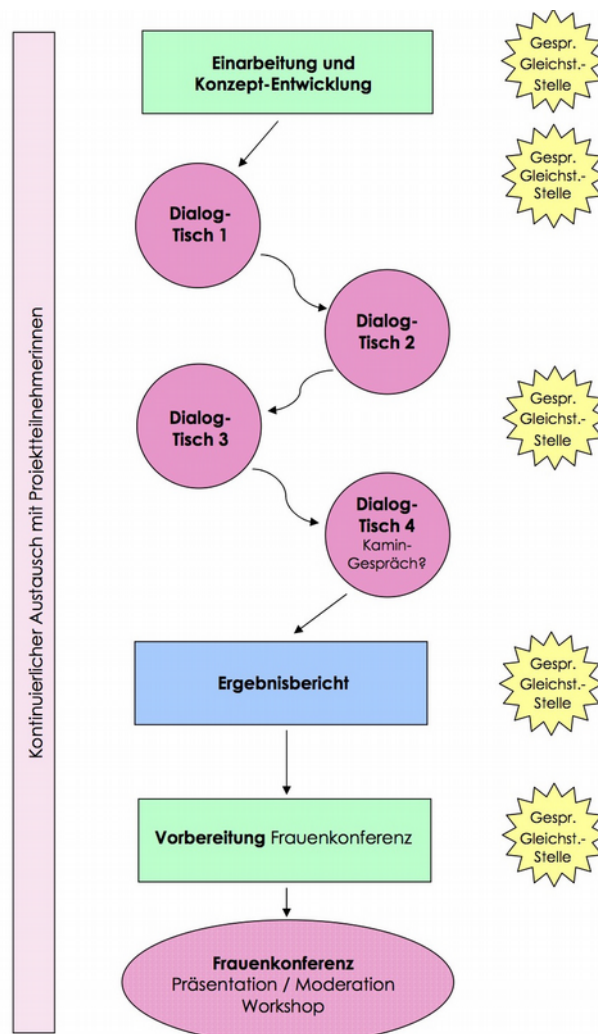 Einarbeitung und
Konzept-Entwicklung
Gespr.
Gleichst.-
Stelle
Gespr.
Gleichst.-
Stelle
Dialog-
Tisch 1
Dialog-
Tisch 2
Dialog-
Tisch 3
Gespr.
Gleichst.-
Stelle
Dialog-
Tisch 4
Kamin-
Gespräch?
Kontinuierlicher Austausch mit Projektteilnehmerinnen
Ergebnisbericht
Gespr.
Gleichst.-
Stelle
Vorbereitung Frauenkonferenz
Gespr.
Gleichst.-
Stelle
Frauenkonferenz
Präsentation / Moderation
Workshop